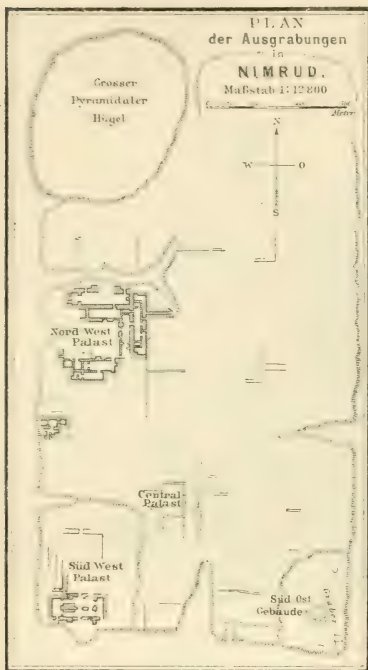 PLAN
der Ausgrabungen
in
NIMRUD.
Maßstab 1:12800
Meter
Grosser
Pyramidaler
Hügel
N
W O
S
Nord West
Palast
Central-
Palast
Süd West
Palast
Süd Ost
Gebäude
Gräber